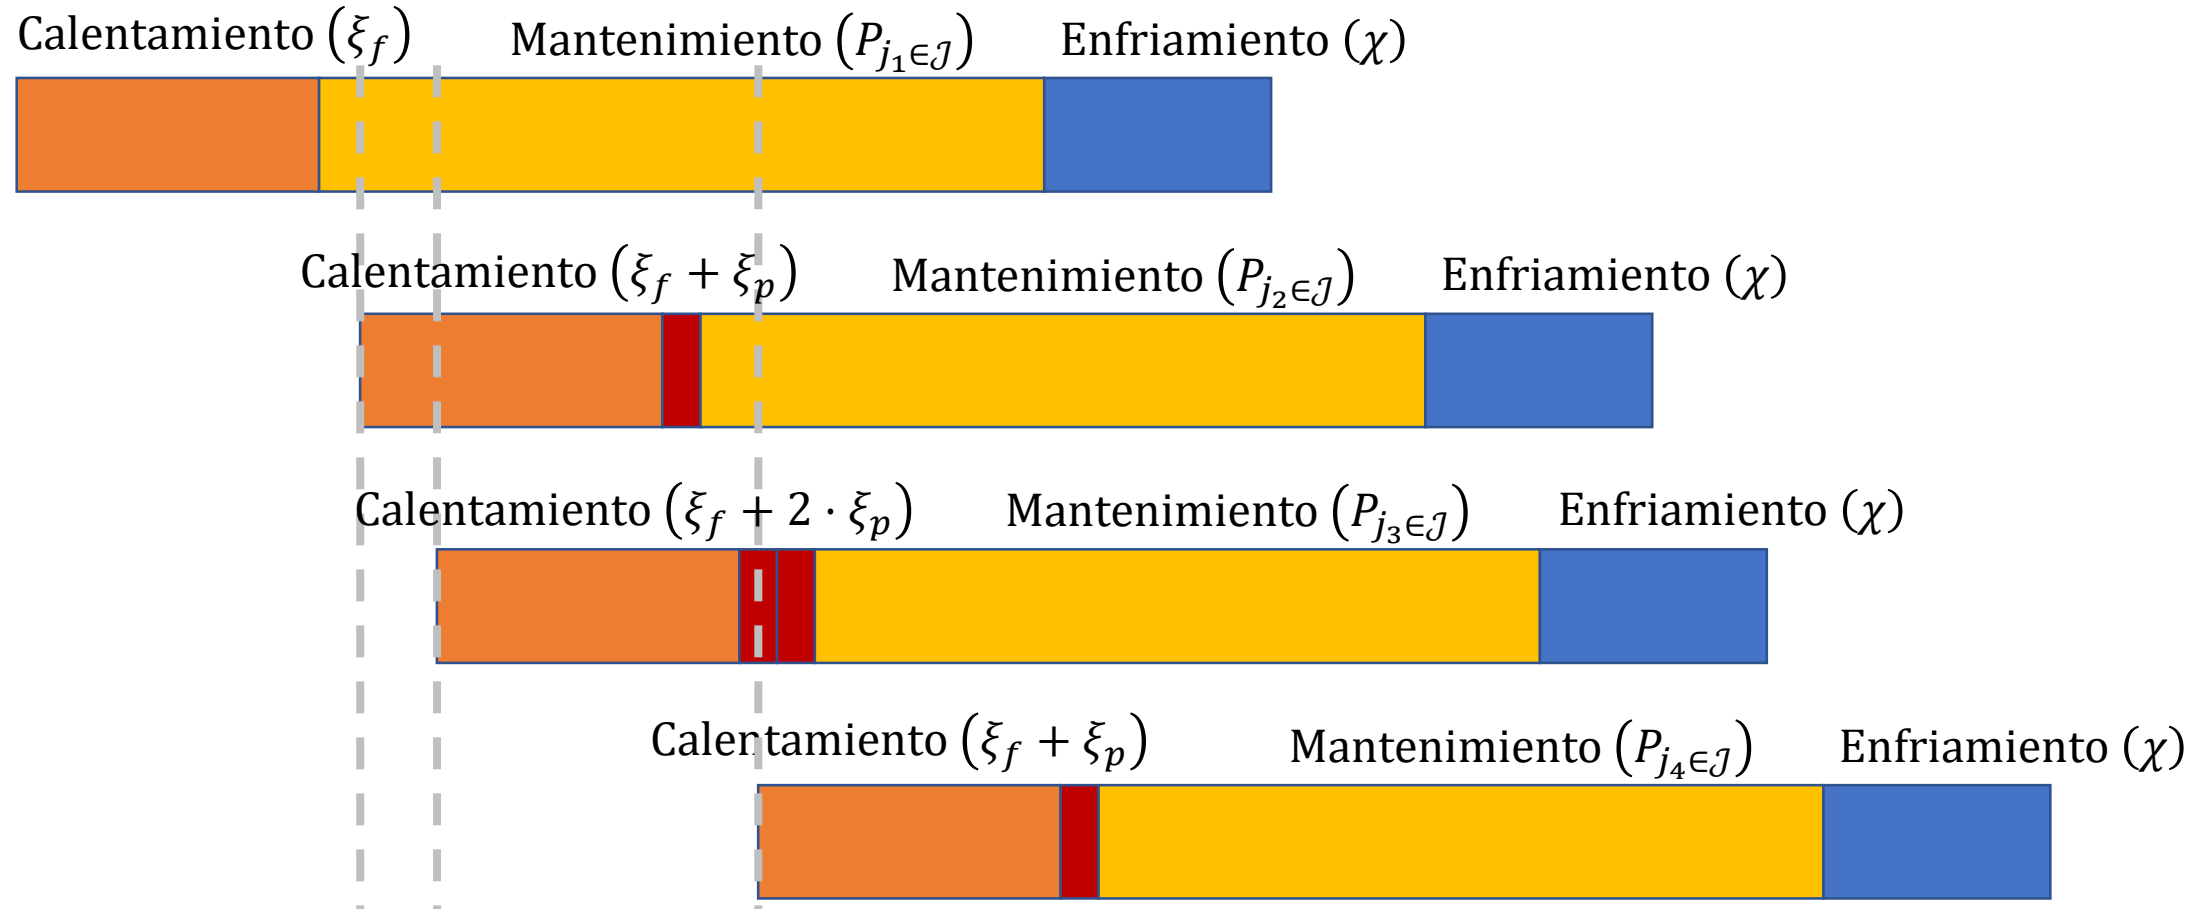 Calentamiento (ξ_f) Mantenimiento (P_{j_1∈𝒥}) Enfriamiento (χ)
Calentamiento (ξ_f + ξ_p) Mantenimiento (P_{j_2∈𝒥}) Enfriamiento (χ)
Calentamiento (ξ_f + 2 · ξ_p) Mantenimiento (P_{j_3∈𝒥}) Enfriamiento (χ)
Calentamiento (ξ_f + ξ_p) Mantenimiento (P_{j_4∈𝒥}) Enfriamiento (χ)